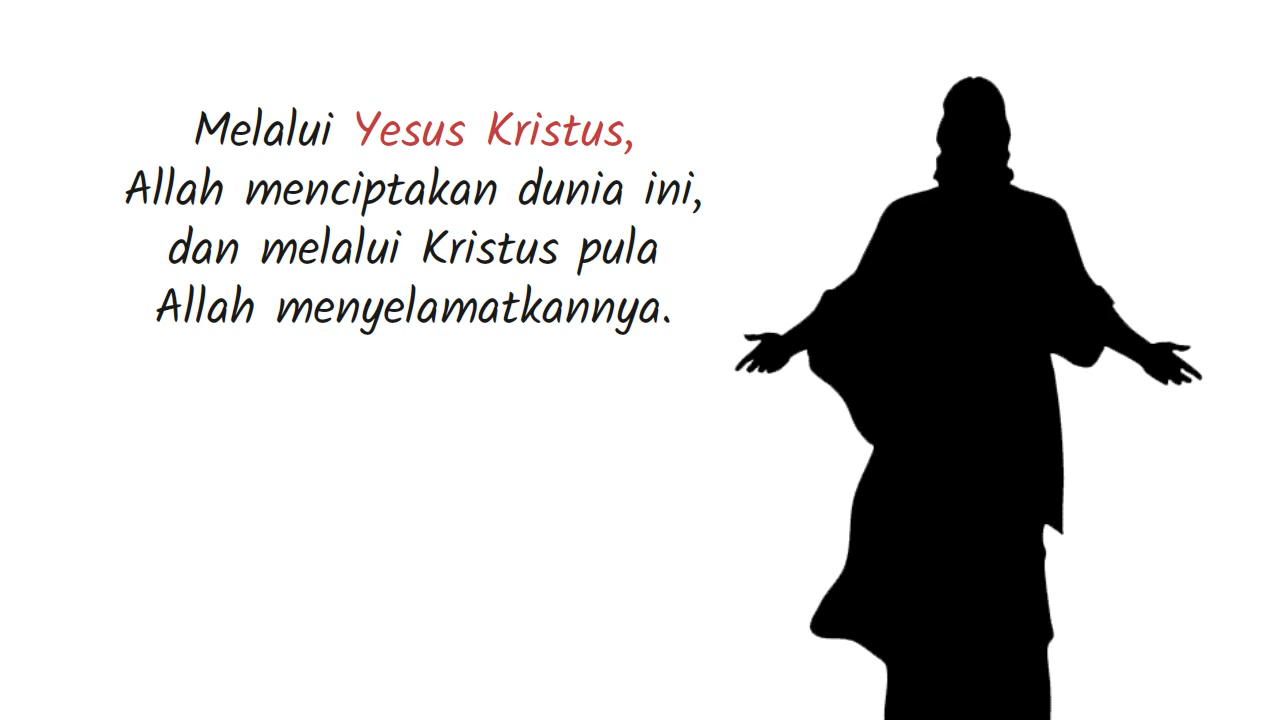 Melalui Yesus Kristus,
Allah menciptakan dunia ini,
dan melalui Kristus pula
Allah menyelamatkannya.